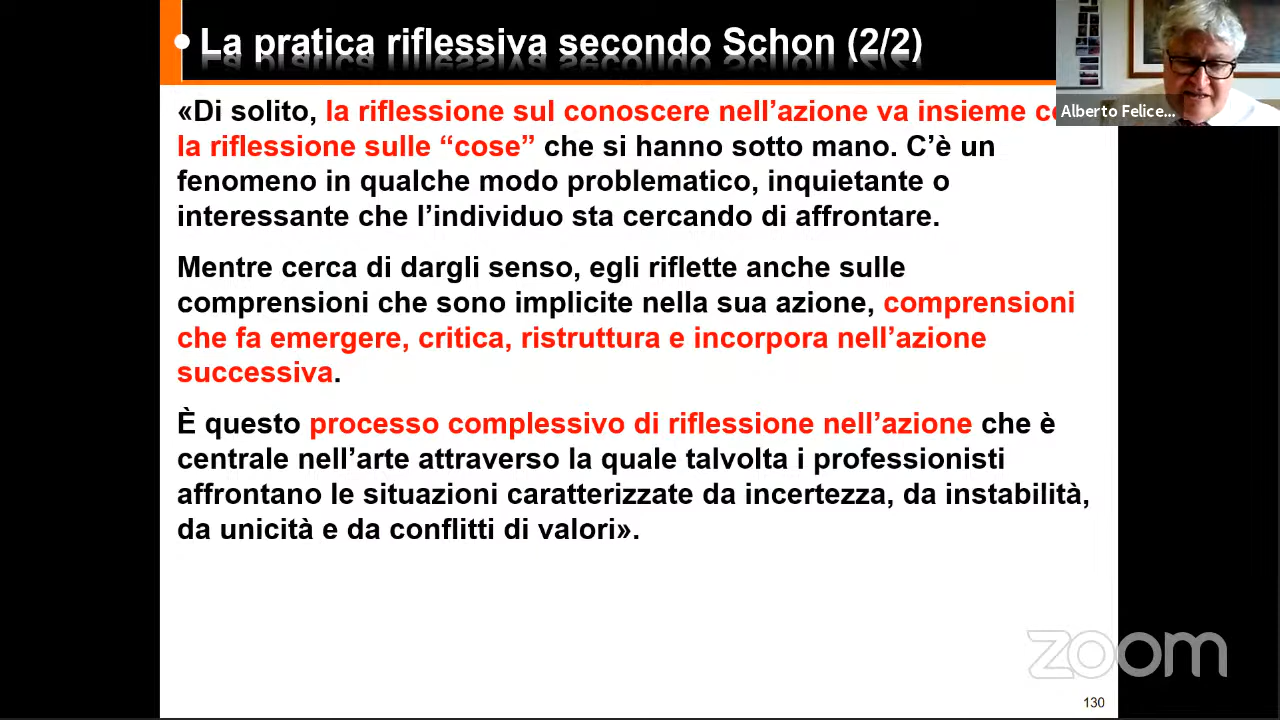 • La pratica riflessiva secondo Schon (2/2)
Alberto Felice...
«Di solito, la riflessione sul conoscere nell’azione va insieme
la riflessione sulle “cose” che si hanno sotto mano. C’è un
fenomeno in qualche modo problematico, inquietante o
interessante che l’individuo sta cercando di affrontare.
Mentre cerca di dargli senso, egli riflette anche sulle
comprensioni che sono implicite nella sua azione, comprensioni
che fa emergere, critica, ristruttura e incorpora nell’azione
successiva.
È questo processo complessivo di riflessione nell’azione che è
centrale nell’arte attraverso la quale talvolta i professionisti
affrontano le situazioni caratterizzate da incertezza, da instabilità,
da unicità e da conflitti di valori».
zoom
130